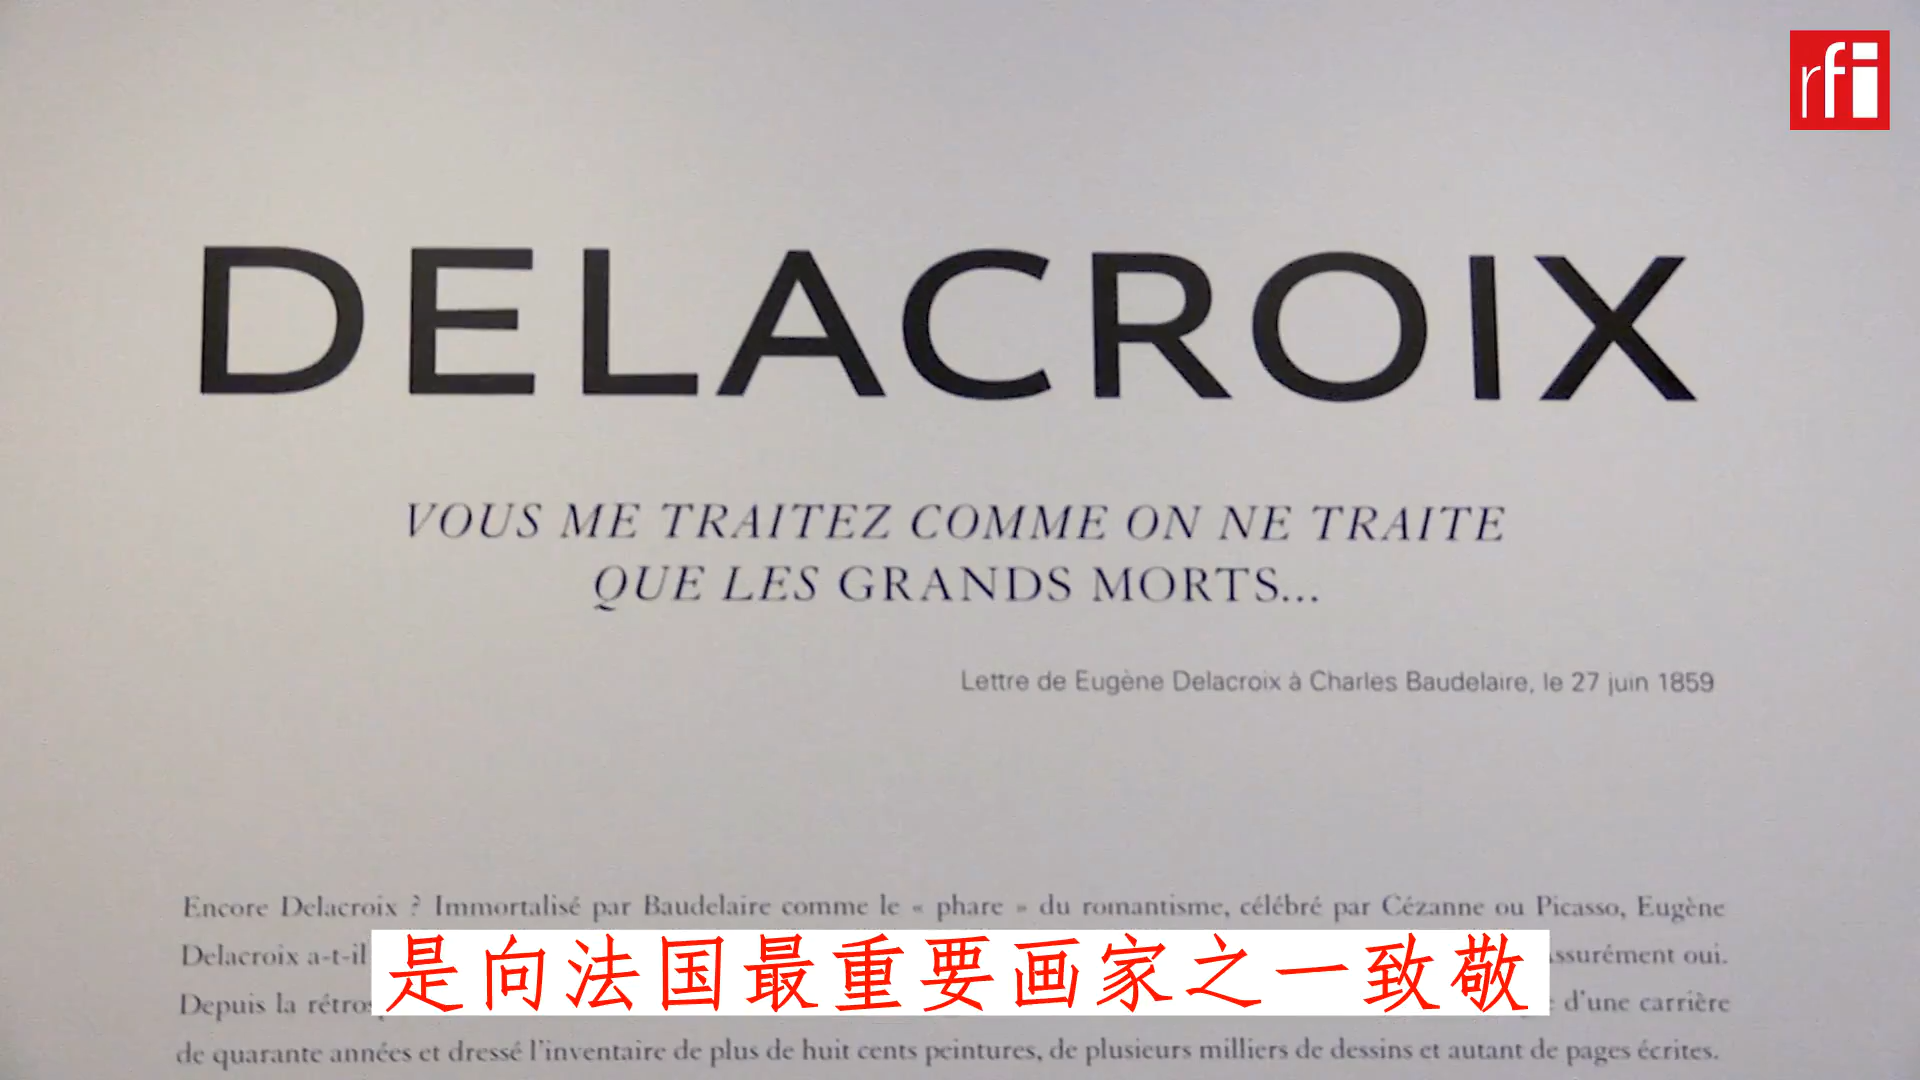 rfi
DELACROIX
VOUS ME TRAITEZ COMME ON NE TRAITE
QUE LES GRANDS MORTS...
Lettre de Eugène Delacroix à Charles Baudelaire, le 27 juin 1859
Encore Delacroix ? Immortalisé par Baudelaire comme le « phare » du romantisme, célébré par Cézanne ou Picasso, Eugène
Delacroix a-t-il ssurément oui.
是向法国最重要画家之一致敬
Depuis la d'une carrière
de quarante années et dressé l'inventaire de plus de huit cents peintures, de plusieurs milliers de dessins et autant de pages écrites.